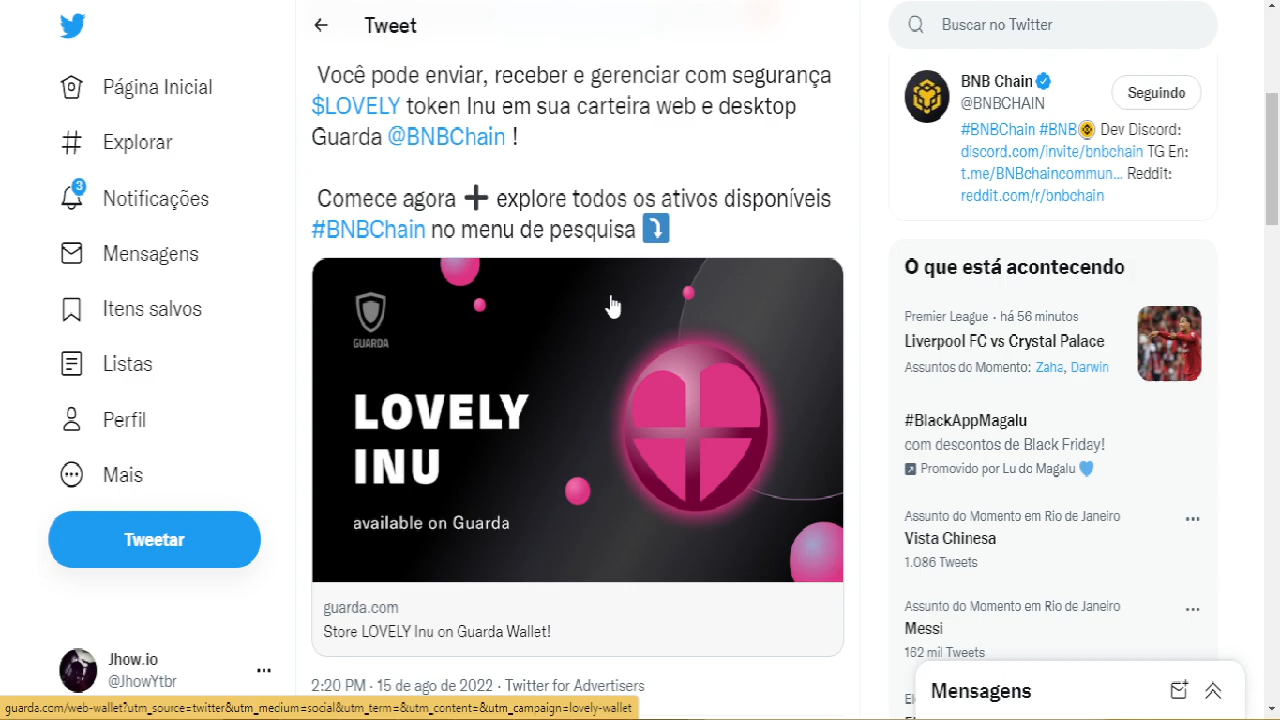 Página Inicial
Explorar
3
Notificações
Mensagens
Itens salvos
Listas
Perfil
Mais
Tweetar
Jhow.io
@JhowYtbr
Tweet
Você pode enviar, receber e gerenciar com segurança
$LOVELY token Inu em sua carteira web e desktop
Guarda @BNBChain !
Comece agora ➕ explore todos os ativos disponíveis
#BNBChain no menu de pesquisa ⤵️
GUARDA
LOVELY
INU
available on Guarda
guarda.com
Store LOVELY Inu on Guarda Wallet!
2:20 PM · 15 de ago de 2022 · Twitter for Advertisers
Buscar no Twitter
BNB Chain
@BNBCHAIN
Seguindo
#BNBChain #BNB Dev Discord:
discord.com/invite/bnbchain TG En:
t.me/BNBchaincommun... Reddit:
reddit.com/r/bnbchain
O que está acontecendo
Premier League · há 56 minutos
Liverpool FC vs Crystal Palace
Assuntos do Momento: Zaha, Darwin
#BlackAppMagalu
com descontos de Black Friday!
Promovido por Lu do Magalu 💙
Assunto do Momento em Rio de Janeiro
Vista Chinesa
1.086 Tweets
Assunto do Momento em Rio de Janeiro
Messi
162 mil Tweets
Mensagens
guarda.com/web-wallet?utm_source=twitter&utm_medium=social&utm_term=&utm_content=&utm_campaign=lovely-wallet